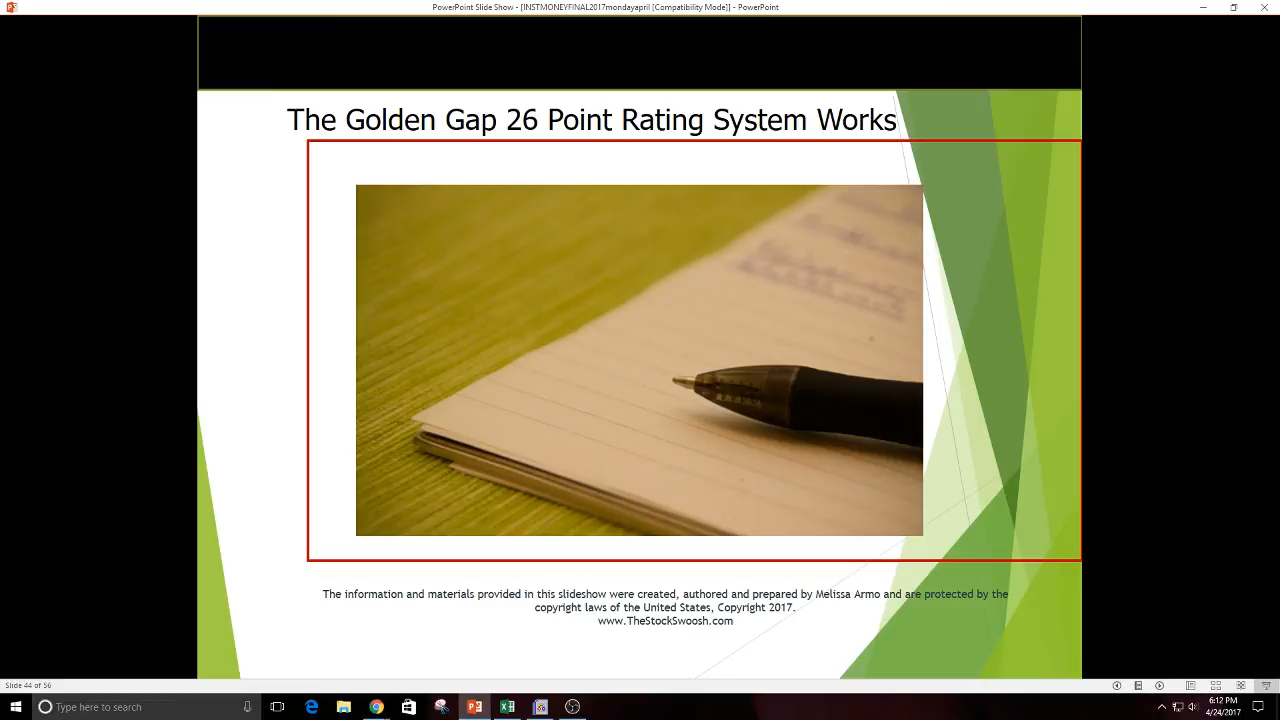 PowerPoint Slide Show - [INSTMONEYFINAL2017mondayapril [Compatibility Mode]] - PowerPoint
The Golden Gap 26 Point Rating System Works
The information and materials provided in this slideshow were created, authored and prepared by Melissa Armo and are protected by the
copyright laws of the United States, Copyright 2017.
www.TheStockSwoosh.com
Slide 44 of 56
Type here to search
6:12 PM
4/24/2017